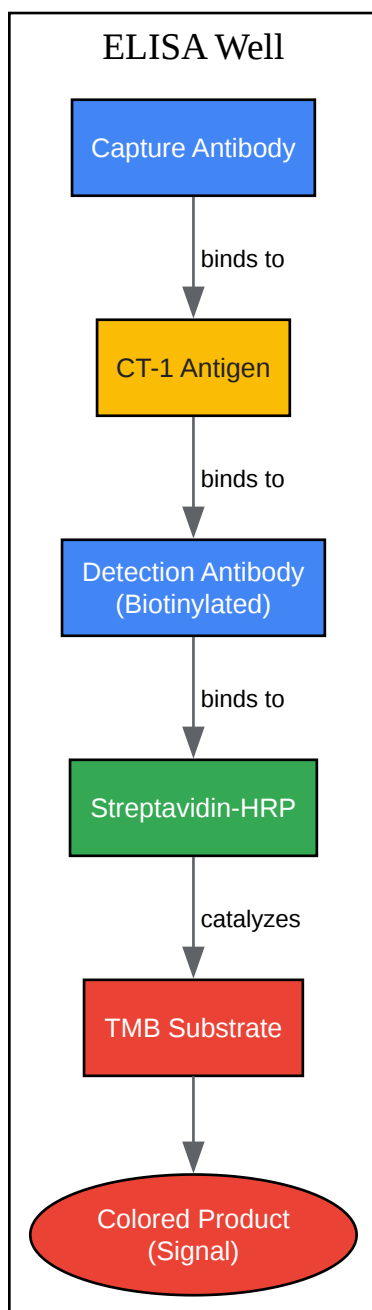 ELISA Well
Capture Antibody
binds to
CT-1 Antigen
binds to
Detection Antibody
(Biotinylated)
binds to
Streptavidin-HRP
catalyzes
TMB Substrate
Colored Product
(Signal)